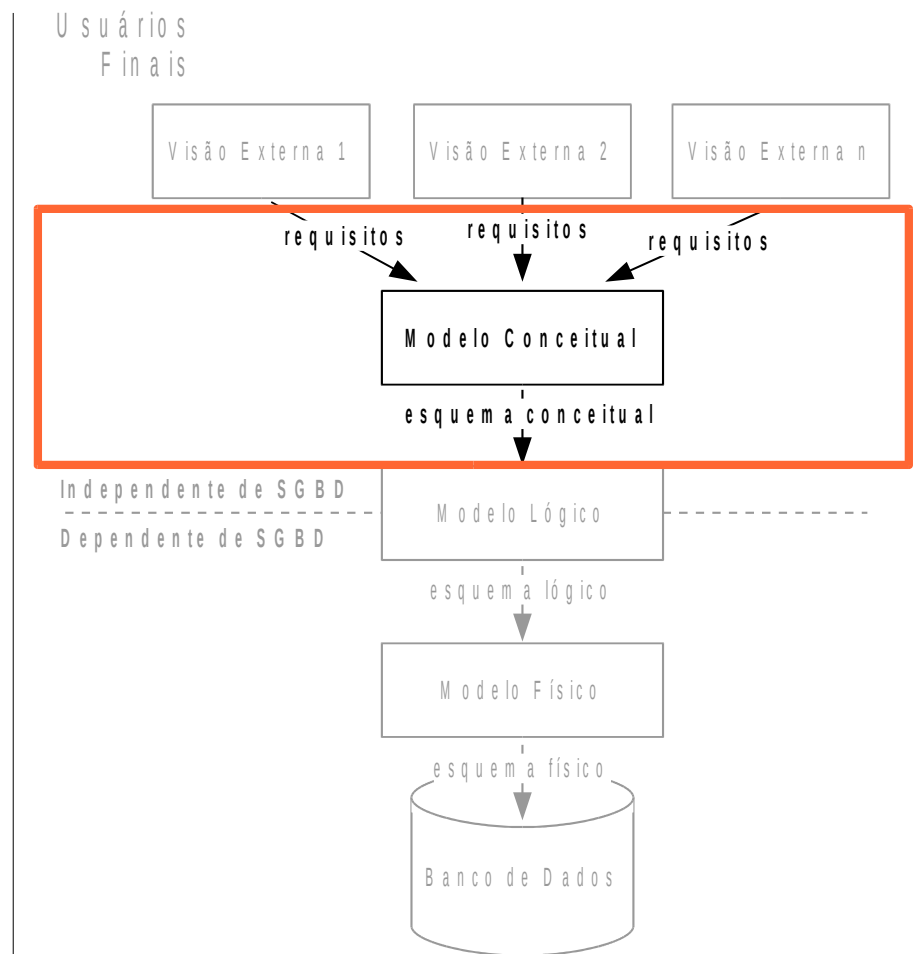 Usuários
Finais
Visão Externa 1
Visão Externa 2
Visão Externa n
requisitos
requisitos
requisitos
Modelo Conceitual
esquema conceitual
Independente de SGBD
Modelo Lógico
Dependente de SGBD
esquema lógico
Modelo Físico
esquema físico
Banco de Dados